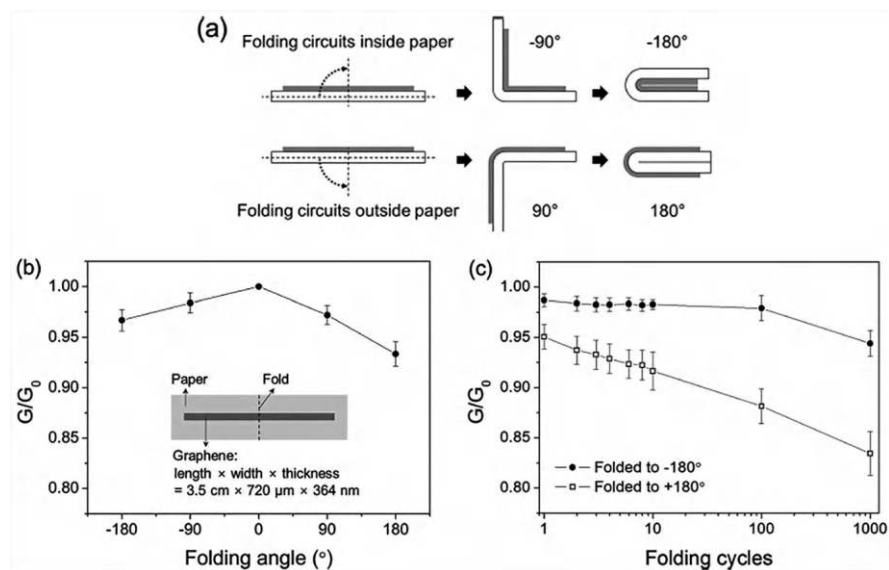 (a)
Folding circuits inside paper
-90°
-180°
Folding circuits outside paper
90°
180°
(b)
G/G0
1.00
0.95
0.90
0.85
0.80
Paper
Fold
Graphene:
length × width × thickness
= 3.5 cm × 720 μm × 364 nm
-180
-90
0
90
180
Folding angle (°)
(c)
G/G0
1.00
0.95
0.90
0.85
0.80
Folded to -180°
Folded to +180°
1
10
100
1000
Folding cycles